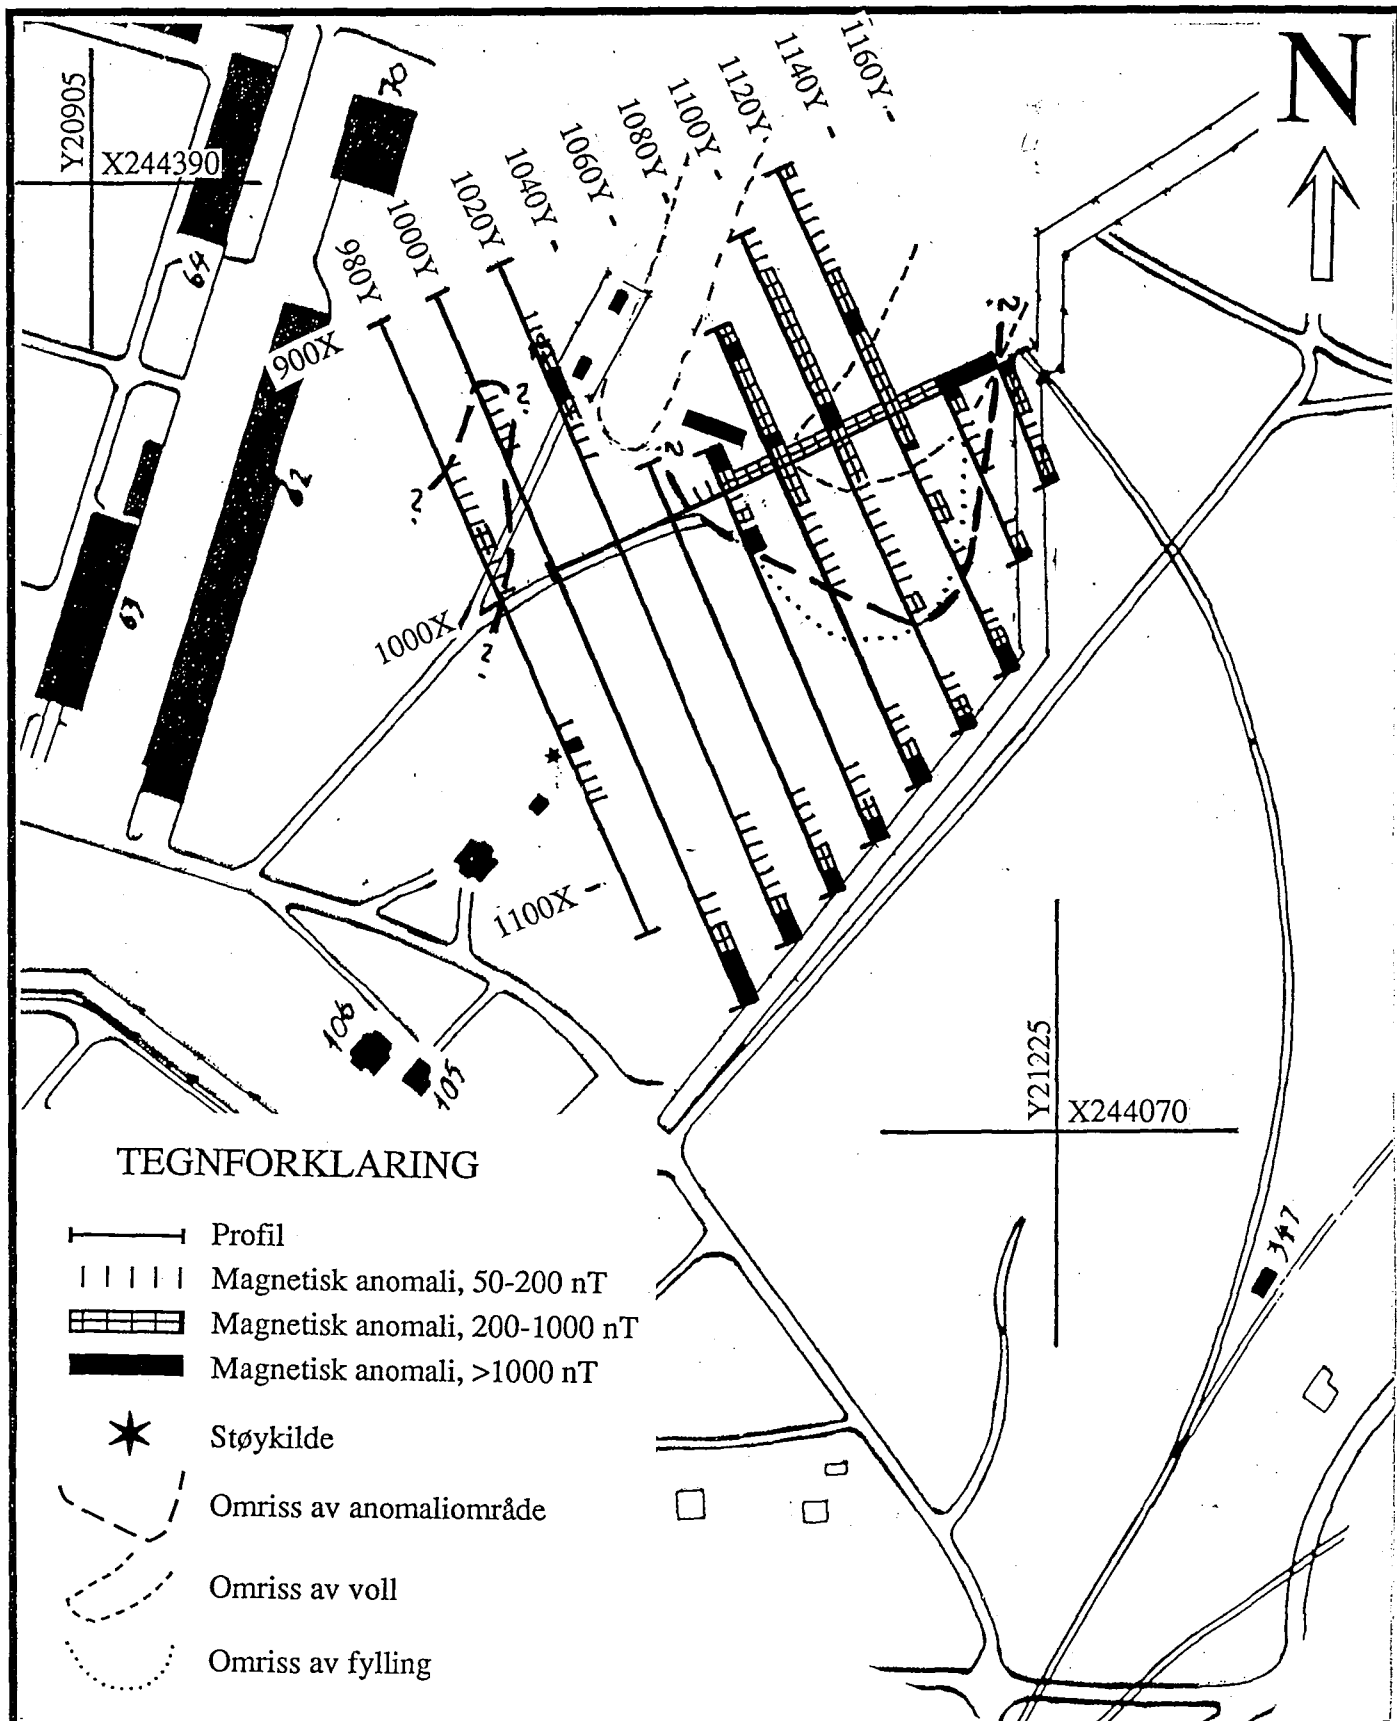 N
Y20905
X244390
70
64
62
63
900X
980Y
1000Y
1020Y
1040Y
1060Y
1080Y
1100Y
1120Y
1140Y
1160Y
?
?
?
?
?
1000X
1100X
106
105
Y21225
X244070
347
TEGNFORKLARING
Profil
Magnetisk anomali, 50-200 nT
Magnetisk anomali, 200-1000 nT
Magnetisk anomali, >1000 nT
Støykilde
Omriss av anomaliområde
Omriss av voll
Omriss av fylling